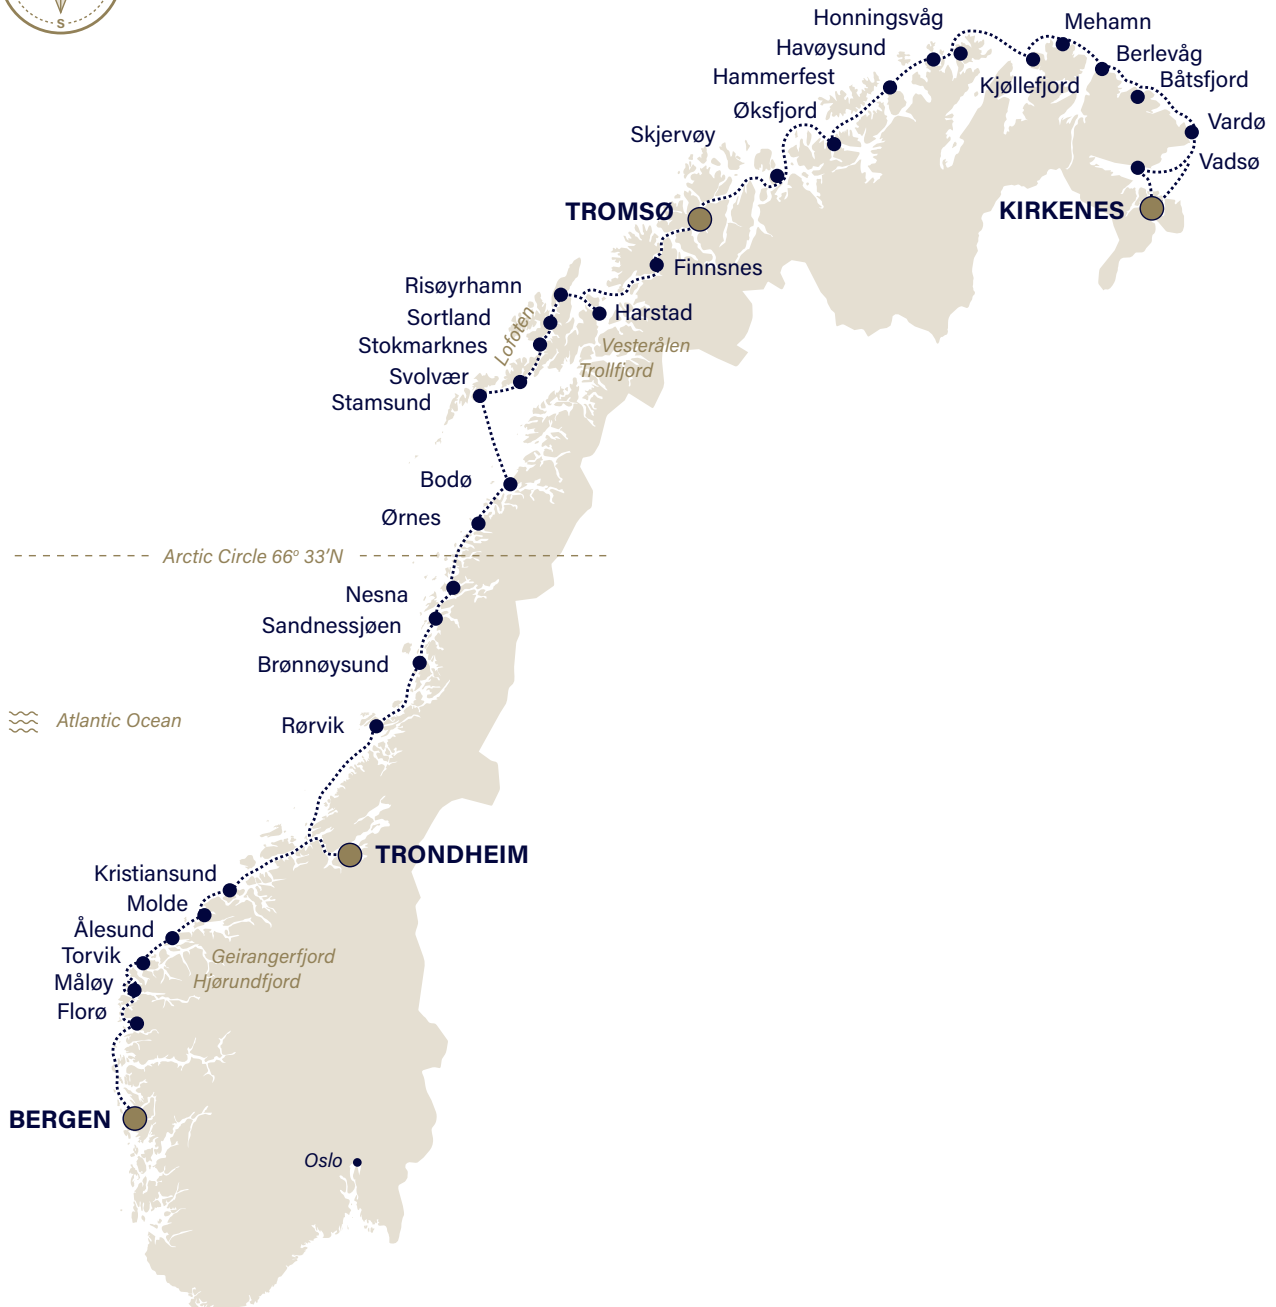 S
Honningsvåg
Mehamn
Havøysund
Berlevåg
Hammerfest
Kjøllefjord
Båtsfjord
Øksfjord
Vardø
Skjervøy
Vadsø
TROMSØ
KIRKENES
Finnsnes
Risøyrhamn
Harstad
Sortland
Lofoten
Stokmarknes
Vesterålen
Trollfjord
Svolvær
Stamsund
Bodø
Ørnes
Arctic Circle 66º 33’N
Nesna
Sandnessjøen
Brønnøysund
Atlantic Ocean
Rørvik
TRONDHEIM
Kristiansund
Molde
Ålesund
Torvik
Geirangerfjord
Måløy
Hjørundfjord
Florø
BERGEN
Oslo